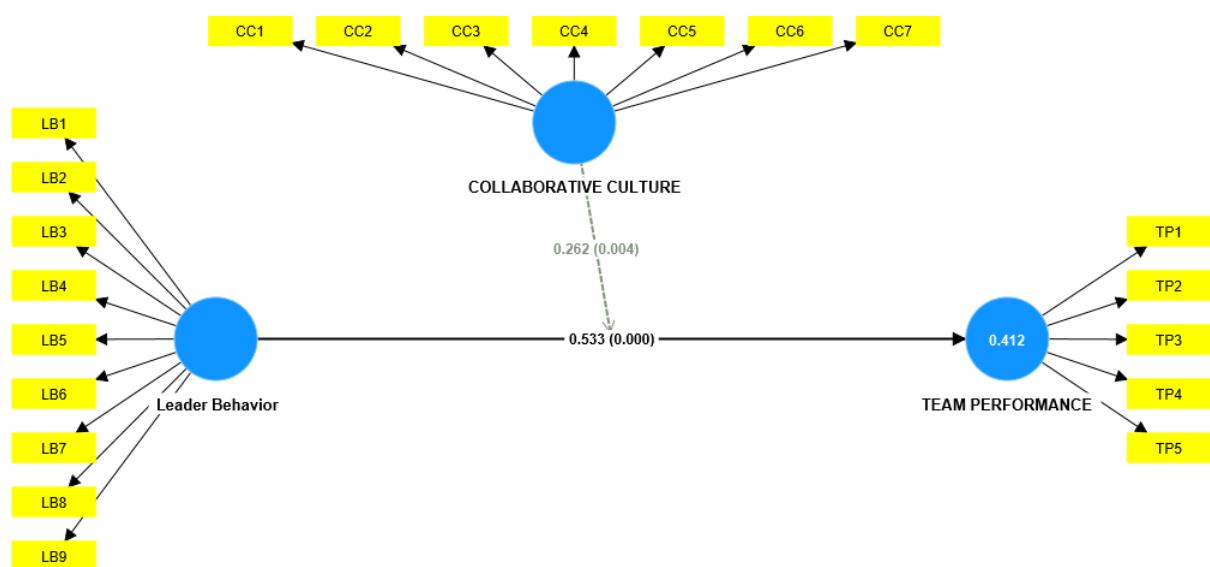 CC1
CC2
CC3
CC4
CC5
CC6
CC7
COLLABORATIVE CULTURE
0.262 (0.004)
LB1
LB2
LB3
LB4
LB5
LB6
LB7
LB8
LB9
Leader Behavior
0.533 (0.000)
0.412
TEAM PERFORMANCE
TP1
TP2
TP3
TP4
TP5